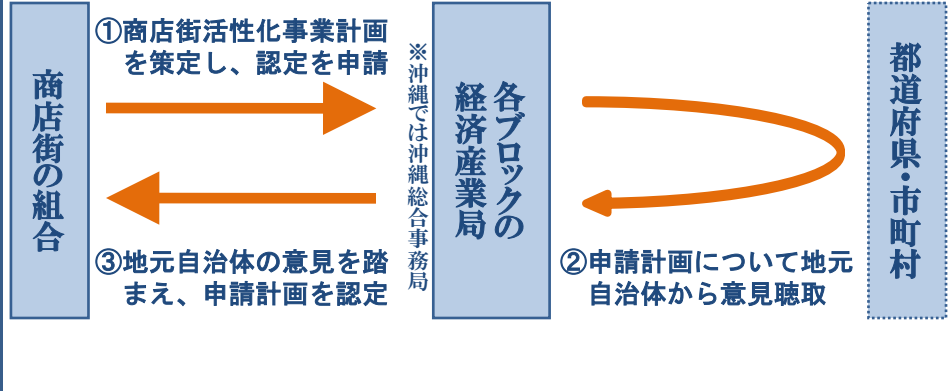 商店街の組合
①商店街活性化事業計画
を策定し、認定を申請
③地元自治体の意見を踏
まえ、申請計画を認定
※沖縄では沖縄総合事務局
各ブロックの
経済産業局
②申請計画について地元
自治体から意見聴取
都道府県・市町村